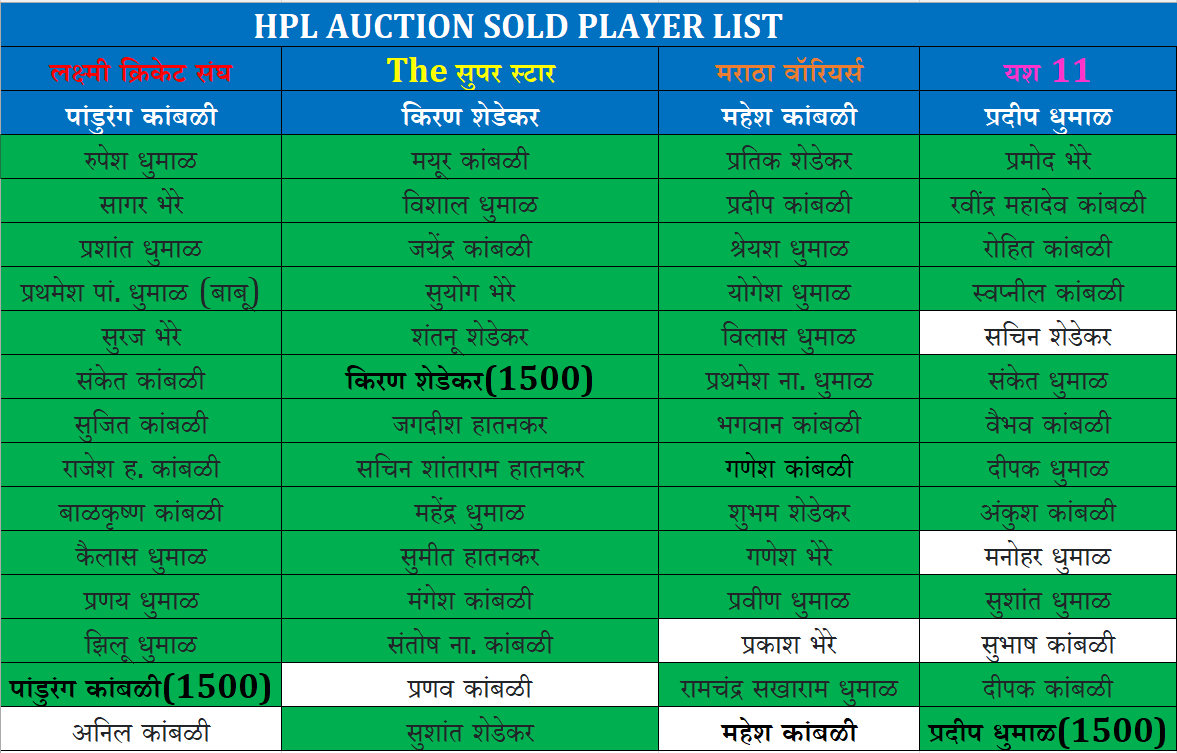 HPL AUCTION SOLD PLAYER LIST
लक्ष्मी क्रिकेट संघ The सुपर स्टार मराठा वॉरियर्स यश 11
पांडुरंग कांबळी किरण शेडेकर महेश कांबळी प्रदीप धुमाळ
रुपेश धुमाळ मयूर कांबळी प्रतिक शेडेकर प्रमोद भेरे
सागर भेरे विशाल धुमाळ प्रदीप कांबळी रवींद्र महादेव कांबळी
प्रशांत धुमाळ जयेंद्र कांबळी श्रेयश धुमाळ रोहित कांबळी
प्रथमेश पां. धुमाळ (बाबू) सुयोग भेरे योगेश धुमाळ स्वप्नील कांबळी
सुरज भेरे शंतनू शेडेकर विलास धुमाळ सचिन शेडेकर
संकेत कांबळी किरण शेडेकर(1500) प्रथमेश ना. धुमाळ संकेत धुमाळ
सुजित कांबळी जगदीश हातनकर भगवान कांबळी वैभव कांबळी
राजेश ह. कांबळी सचिन शांताराम हातनकर गणेश कांबळी दीपक धुमाळ
बाळकृष्ण कांबळी महेंद्र धुमाळ शुभम शेडेकर अंकुश कांबळी
कैलास धुमाळ सुमीत हातनकर गणेश भेरे मनोहर धुमाळ
प्रणय धुमाळ मंगेश कांबळी प्रवीण धुमाळ सुशांत धुमाळ
झिलू धुमाळ संतोष ना. कांबळी प्रकाश भेरे सुभाष कांबळी
पांडुरंग कांबळी(1500) प्रणव कांबळी रामचंद्र सखाराम धुमाळ दीपक कांबळी
अनिल कांबळी सुशांत शेडेकर महेश कांबळी प्रदीप धुमाळ(1500)